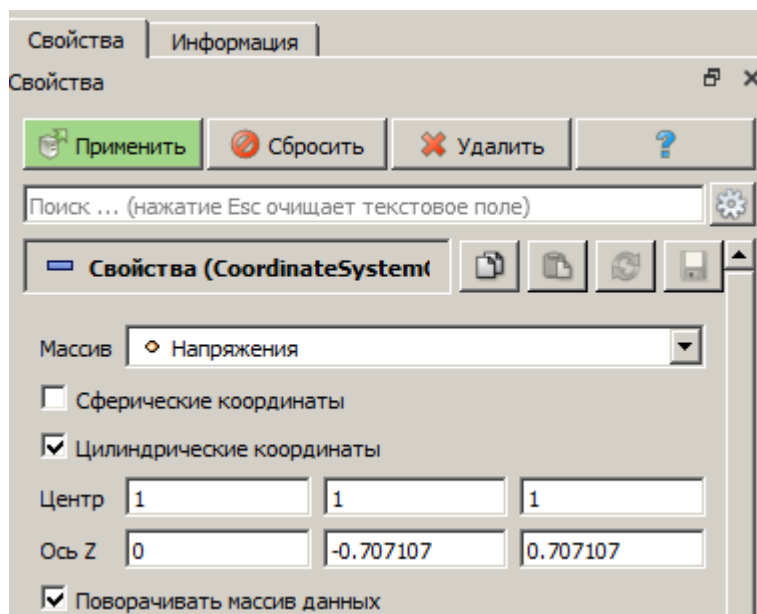 Свойства Информация
Свойства
Применить Сбросить Удалить ?
Поиск ... (нажатие Esc очищает текстовое поле)
Свойства (CoordinateSystem(
Массив Напряжения
Сферические координаты
Цилиндрические координаты
Центр 1 1 1
Ось Z 0 -0.707107 0.707107
Поворачивать массив данных